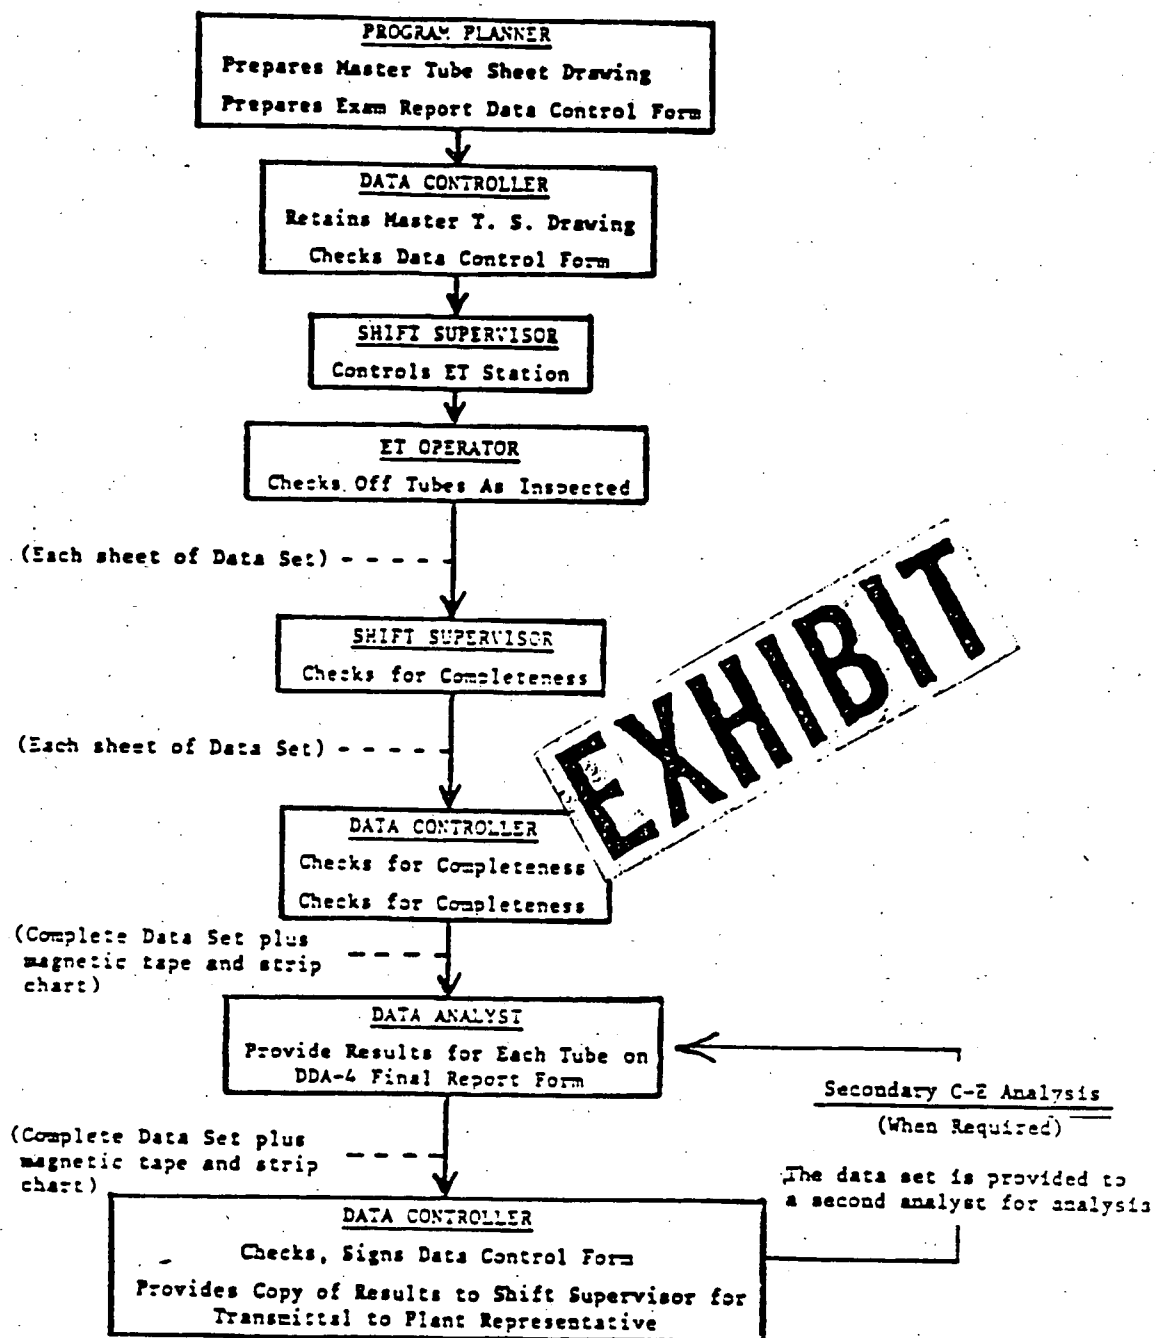 PROGRAM PLANNER
Prepares Master Tube Sheet Drawing
Prepares Exam Report Data Control Form
DATA CONTROLLER
Retains Master T. S. Drawing
Checks Data Control Form
SHIFT SUPERVISOR
Controls ET Station
ET OPERATOR
Checks Off Tubes As Inspected
(Each sheet of Data Set)
SHIFT SUPERVISOR
Checks for Completeness
(Each sheet of Data Set)
EXHIBIT
DATA CONTROLLER
Checks for Completeness
Checks for Completeness
(Complete Data Set plus
magnetic tape and strip
chart)
DATA ANALYST
Provide Results for Each Tube on
DDA-4 Final Report Form
Secondary C-E Analysis
(When Required)
The data set is provided to
a second analyst for analysis
(Complete Data Set plus
magnetic tape and strip
chart)
DATA CONTROLLER
Checks, Signs Data Control Form
Provides Copy of Results to Shift Supervisor for
Transmittal to Plant Representative